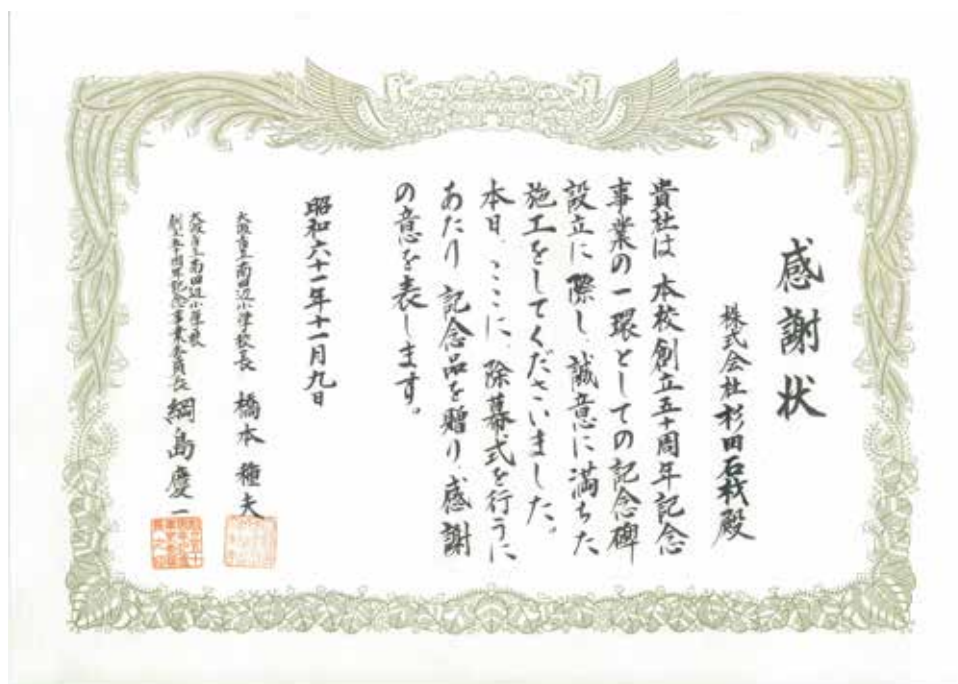 感謝状
株式会社杉田石材殿
貴社は本校創立五十周年記念
事業の一環としての記念碑
設立に際し、誠意に満ちた
施工をしてくださいました。
本日、ここに、除幕式を行うに
あたり記念品を贈り、感謝
の意を表します。
昭和六十一年十一月九日
大阪市立南田辺小学校長 橋本種夫
大阪市立南田辺小学校
創立五十周年記念事業委員長 綱島慶一